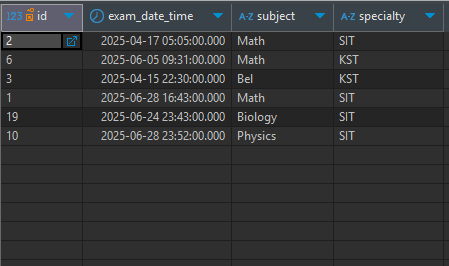 123 id A-Z exam_date_time A-Z subject A-Z specialty
2 2025-04-17 05:05:00.000 Math SIT
6 2025-06-05 09:31:00.000 Math KST
3 2025-04-15 22:30:00.000 Bel KST
1 2025-06-28 16:43:00.000 Math SIT
19 2025-06-24 23:43:00.000 Biology SIT
10 2025-06-28 23:52:00.000 Physics SIT